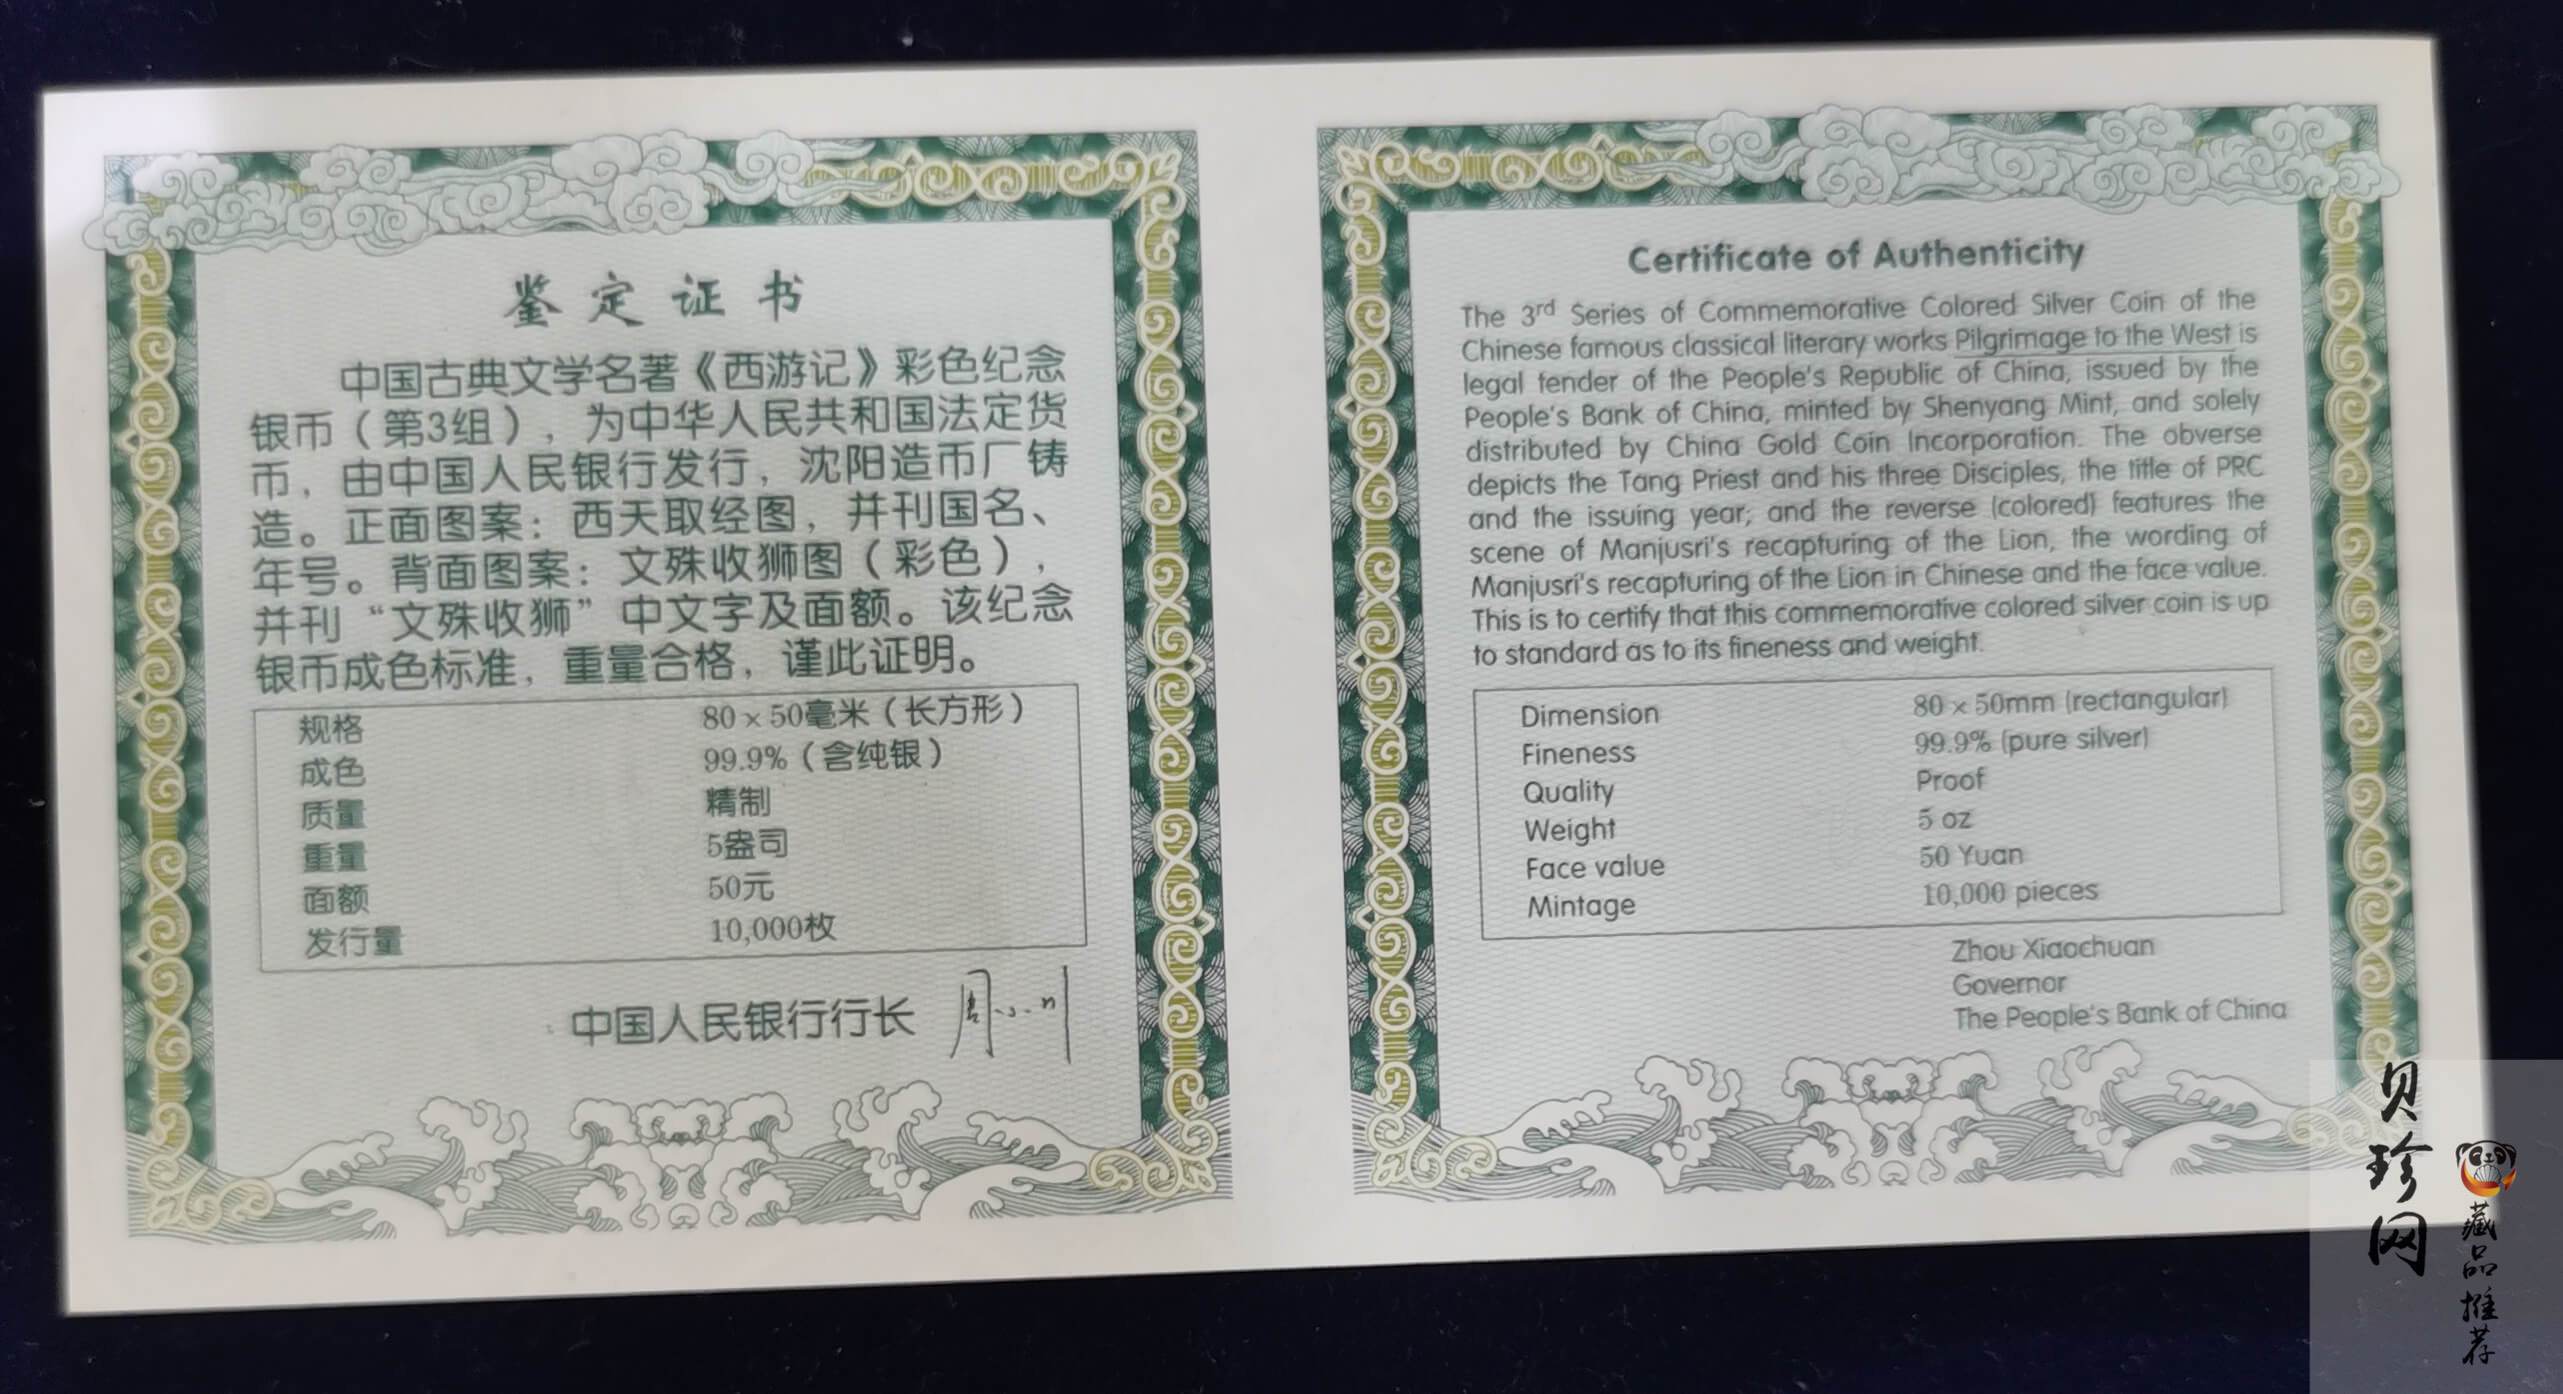 鉴定证书
中国古典文学名著《西游记》彩色纪念
银币（第3组），为中华人民共和国法定货
币，由中国人民银行发行，沈阳造币厂铸
造。正面图案：西天取经图，并刊国名、
年号。背面图案：文殊收狮图（彩色），
并刊“文殊收狮”中文字及面额。该纪念
银币成色标准，重量合格，谨此证明。
规格 80×50毫米（长方形）
成色 99.9%（含纯银）
质量 精制
重量 5盎司
面额 50元
发行量 10,000枚
中国人民银行行长 周小川
Certificate of Authenticity
The 3rd Series of Commemorative Colored Silver Coin of the
Chinese famous classical literary works Pilgrimage to the West is
legal tender of the People's Republic of China, issued by the
People's Bank of China, minted by Shenyang Mint, and solely
distributed by China Gold Coin Incorporation. The obverse
depicts the Tang Priest and his three Disciples, the title of PRC
and the issuing year; and the reverse (colored) features the
scene of Manjusri's recapturing of the Lion, the wording of
Manjusri's recapturing of the Lion in Chinese and the face value.
This is to certify that this commemorative colored silver coin is up
to standard as to its fineness and weight.
Dimension 80×50mm (rectangular)
Fineness 99.9% (pure silver)
Quality Proof
Weight 5 oz
Face value 50 Yuan
Mintage 10,000 pieces
Zhou Xiaochuan
Governor
The People's Bank of China
贝珍网
藏品推荐